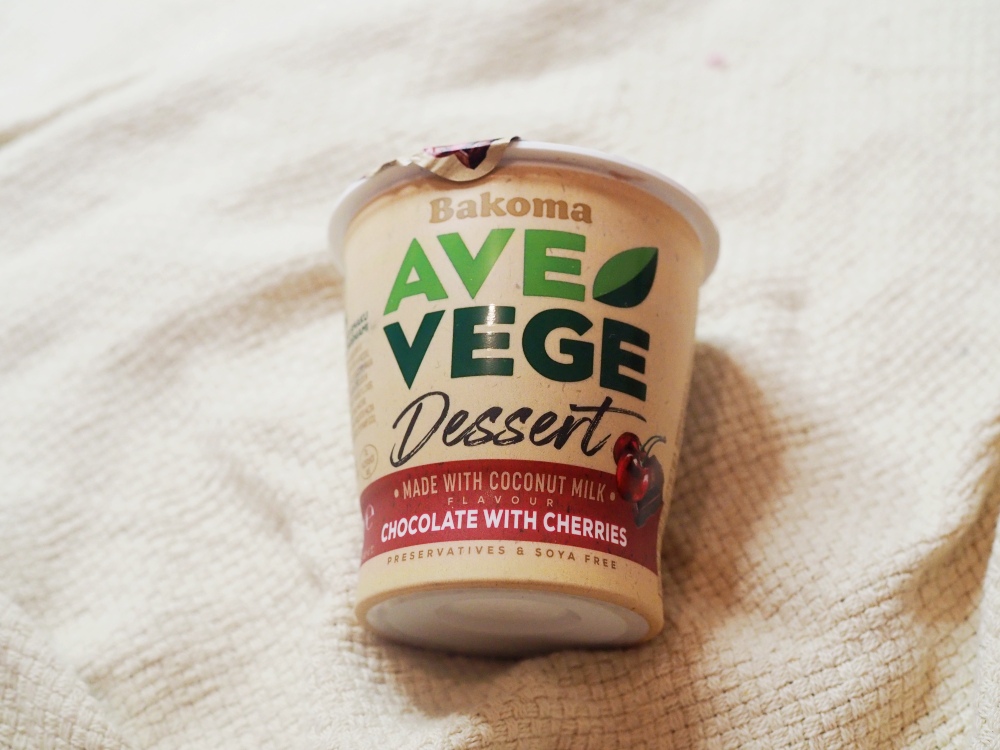 Bakoma
AVE
VEGE
Dessert
• MADE WITH COCONUT MILK •
FLAVOUR
CHOCOLATE WITH CHERRIES
PRESERVATIVES & SOYA FREE